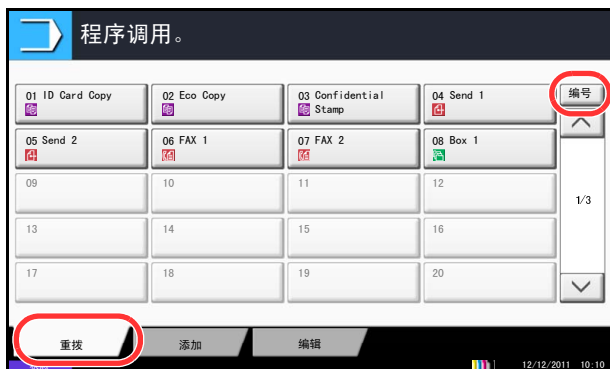 程序调用。
01 ID Card Copy
02 Eco Copy
03 Confidential
Stamp
04 Send 1
编号
05 Send 2
06 FAX 1
07 FAX 2
08 Box 1
09
10
11
12
1/3
13
14
15
16
17
18
19
20
重拨
添加
编辑
12/12/2011 10:10